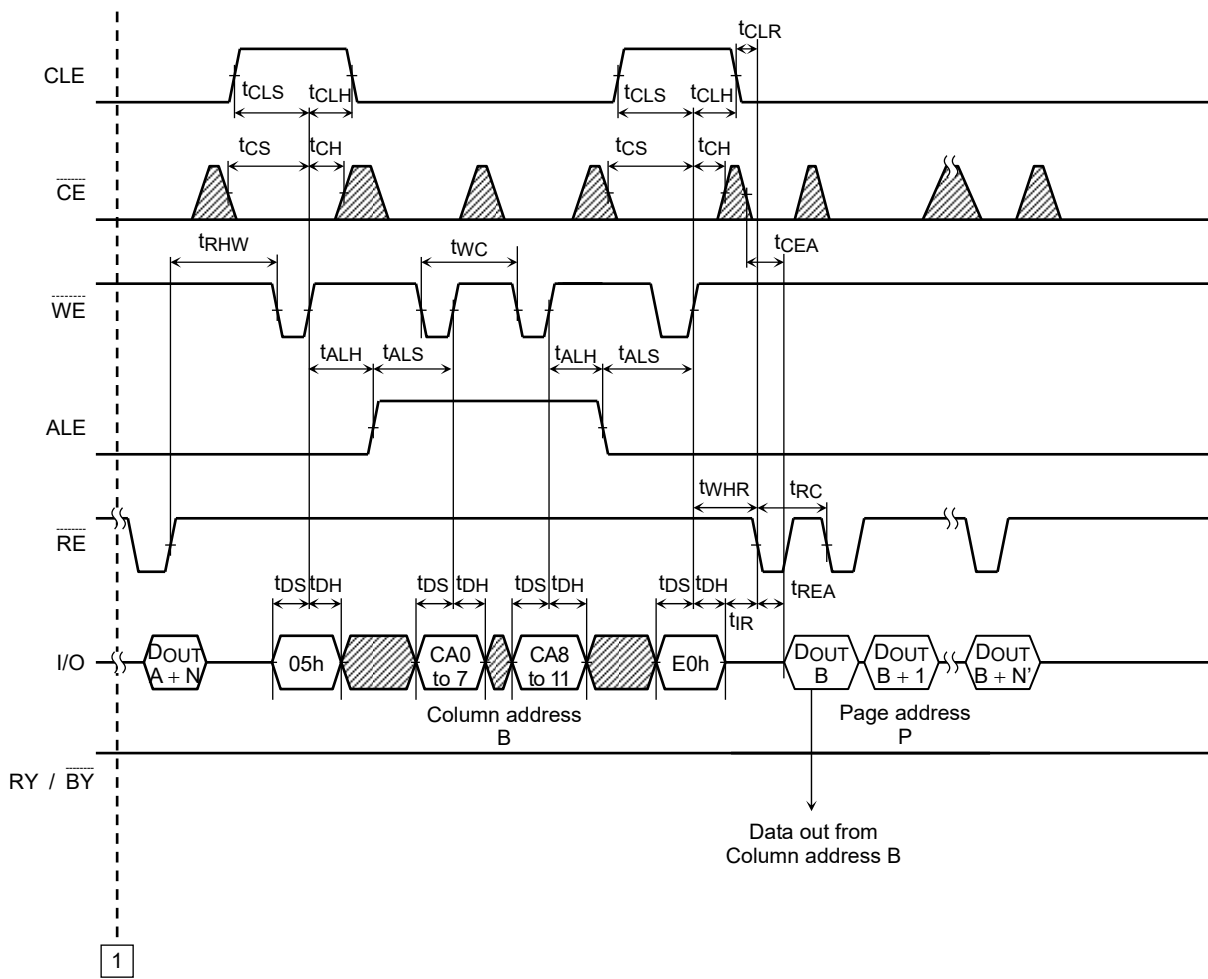 tCLR
CLE
tCLS
tCLH
tCLS
tCLH
tCS
tCH
tCS
tCH
CE
tRHW
tWC
tCEA
WE
tALH
tALS
tALH
tALS
ALE
tWHR
tRC
RE
tDS
tDH
tDS
tDH
tDS
tDH
tDS
tDH
tIR
tREA
I/O
DOUT
A + N
05h
CA0
to 7
CA8
to 11
E0h
DOUT
B
DOUT
B + 1
DOUT
B + N’
Column address
B
Page address
P
RY / BY
Data out from
Column address B
1